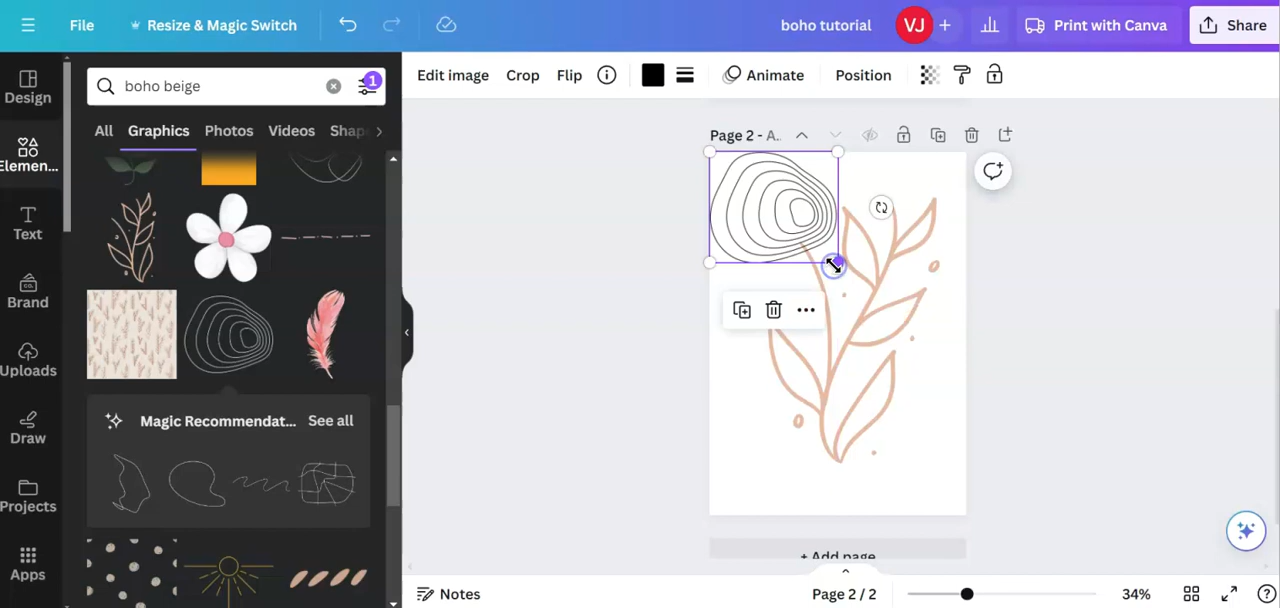 File
Resize & Magic Switch
boho tutorial
VJ
+
Print with Canva
Share
Design
Elemen...
Text
Brand
Uploads
Draw
Projects
Apps
boho beige
1
All Graphics Photos Videos Shap
Magic Recommendat... See all
Edit image Crop Flip Animate Position
Page 2 - A..
+ Add page
Notes
Page 2 / 2
34%